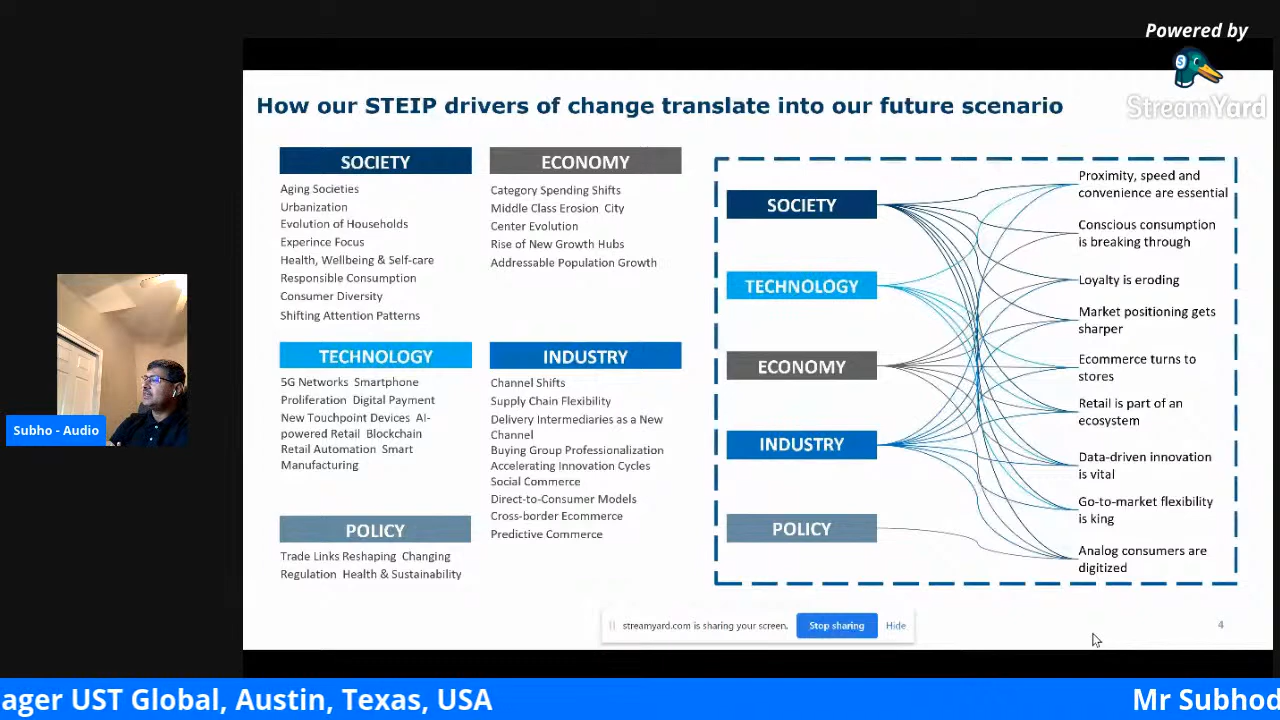 Powered by
StreamYard
How our STEIP drivers of change translate into our future scenario
SOCIETY
Aging Societies
Urbanization
Evolution of Households
Experince Focus
Health, Wellbeing & Self-care
Responsible Consumption
Consumer Diversity
Shifting Attention Patterns
ECONOMY
Category Spending Shifts
Middle Class Erosion City
Center Evolution
Rise of New Growth Hubs
Addressable Population Growth
TECHNOLOGY
5G Networks Smartphone
Proliferation Digital Payment
New Touchpoint Devices AI-
powered Retail Blockchain
Retail Automation Smart
Manufacturing
INDUSTRY
Channel Shifts
Supply Chain Flexibility
Delivery Intermediaries as a New
Channel
Buying Group Professionalization
Accelerating Innovation Cycles
Social Commerce
Direct-to-Consumer Models
Cross-border Ecommerce
Predictive Commerce
POLICY
Trade Links Reshaping Changing
Regulation Health & Sustainability
SOCIETY
TECHNOLOGY
ECONOMY
INDUSTRY
POLICY
Proximity, speed and
convenience are essential
Conscious consumption
is breaking through
Loyalty is eroding
Market positioning gets
sharper
Ecommerce turns to
stores
Retail is part of an
ecosystem
Data-driven innovation
is vital
Go-to-market flexibility
is king
Analog consumers are
digitized
Subho - Audio
streamyard.com is sharing your screen. Stop sharing Hide
4
ager UST Global, Austin, Texas, USA Mr Subhod